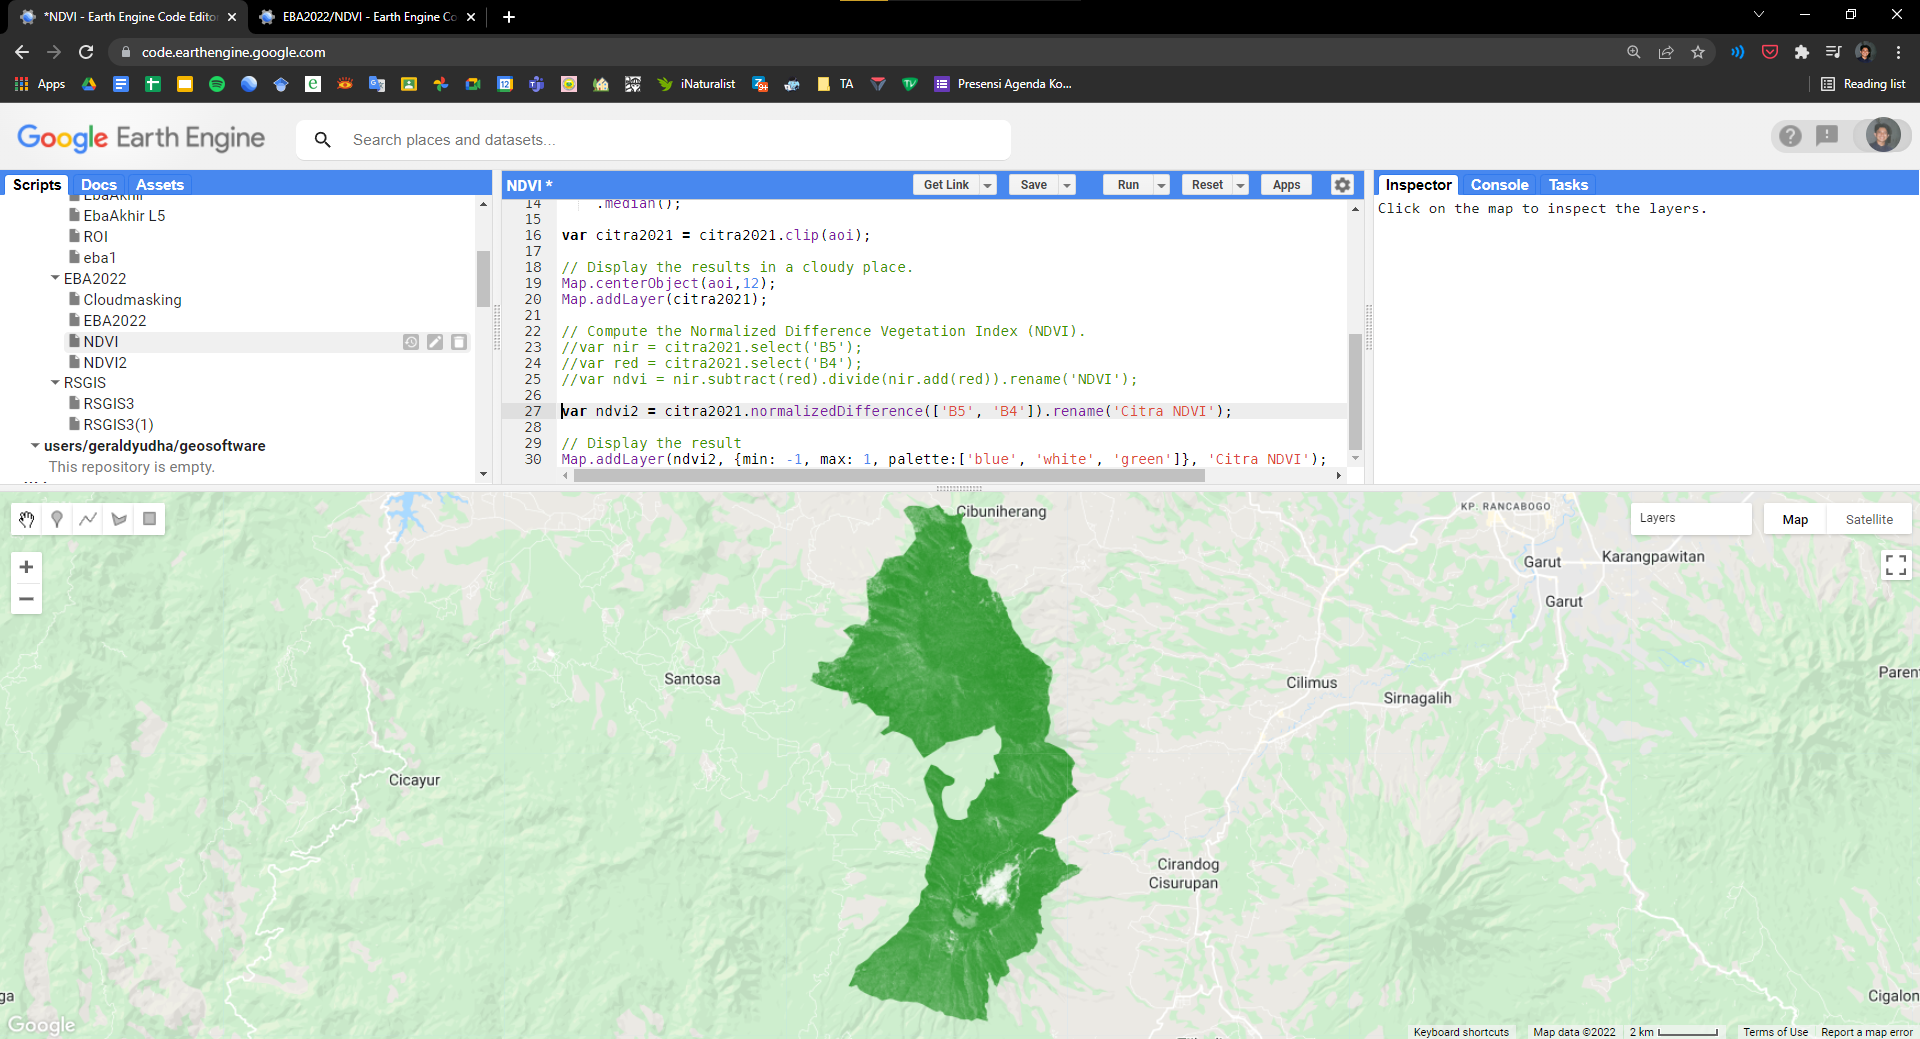 *NDVI - Earth Engine Code Edito
EBA2022/NDVI - Earth Engine Co
code.earthengine.google.com
Apps
iNaturalist
TA
Presensi Agenda Ko...
Reading list
Google Earth Engine
Search places and datasets...
Scripts
Docs
Assets
EbaAkhir
EbaAkhir L5
ROI
eba1
EBA2022
Cloudmasking
EBA2022
NDVI
NDVI2
RSGIS
RSGIS3
RSGIS3(1)
users/geraldyudha/geosoftware
This repository is empty.
NDVI *
Get Link
Save
Run
Reset
Apps
14 .median();
15
16 var citra2021 = citra2021.clip(aoi);
17
18 // Display the results in a cloudy place.
19 Map.centerObject(aoi,12);
20 Map.addLayer(citra2021);
21
22 // Compute the Normalized Difference Vegetation Index (NDVI).
23 //var nir = citra2021.select('B5');
24 //var red = citra2021.select('B4');
25 //var ndvi = nir.subtract(red).divide(nir.add(red)).rename('NDVI');
26
27 var ndvi2 = citra2021.normalizedDifference(['B5', 'B4']).rename('Citra NDVI');
28
29 // Display the result
30 Map.addLayer(ndvi2, {min: -1, max: 1, palette:['blue', 'white', 'green']}, 'Citra NDVI');
Inspector
Console
Tasks
Click on the map to inspect the layers.
Cibuniherang
KP. RANCABOGO
Layers
Map
Satellite
Garut
Karangpawitan
Garut
Santosa
Cilimus
Sirnagalih
Paren
Cicayur
Cirandog
Cisurupan
ga
Cigalon
Google
Keyboard shortcuts
Map data ©2022
2 km
Terms of Use
Report a map error